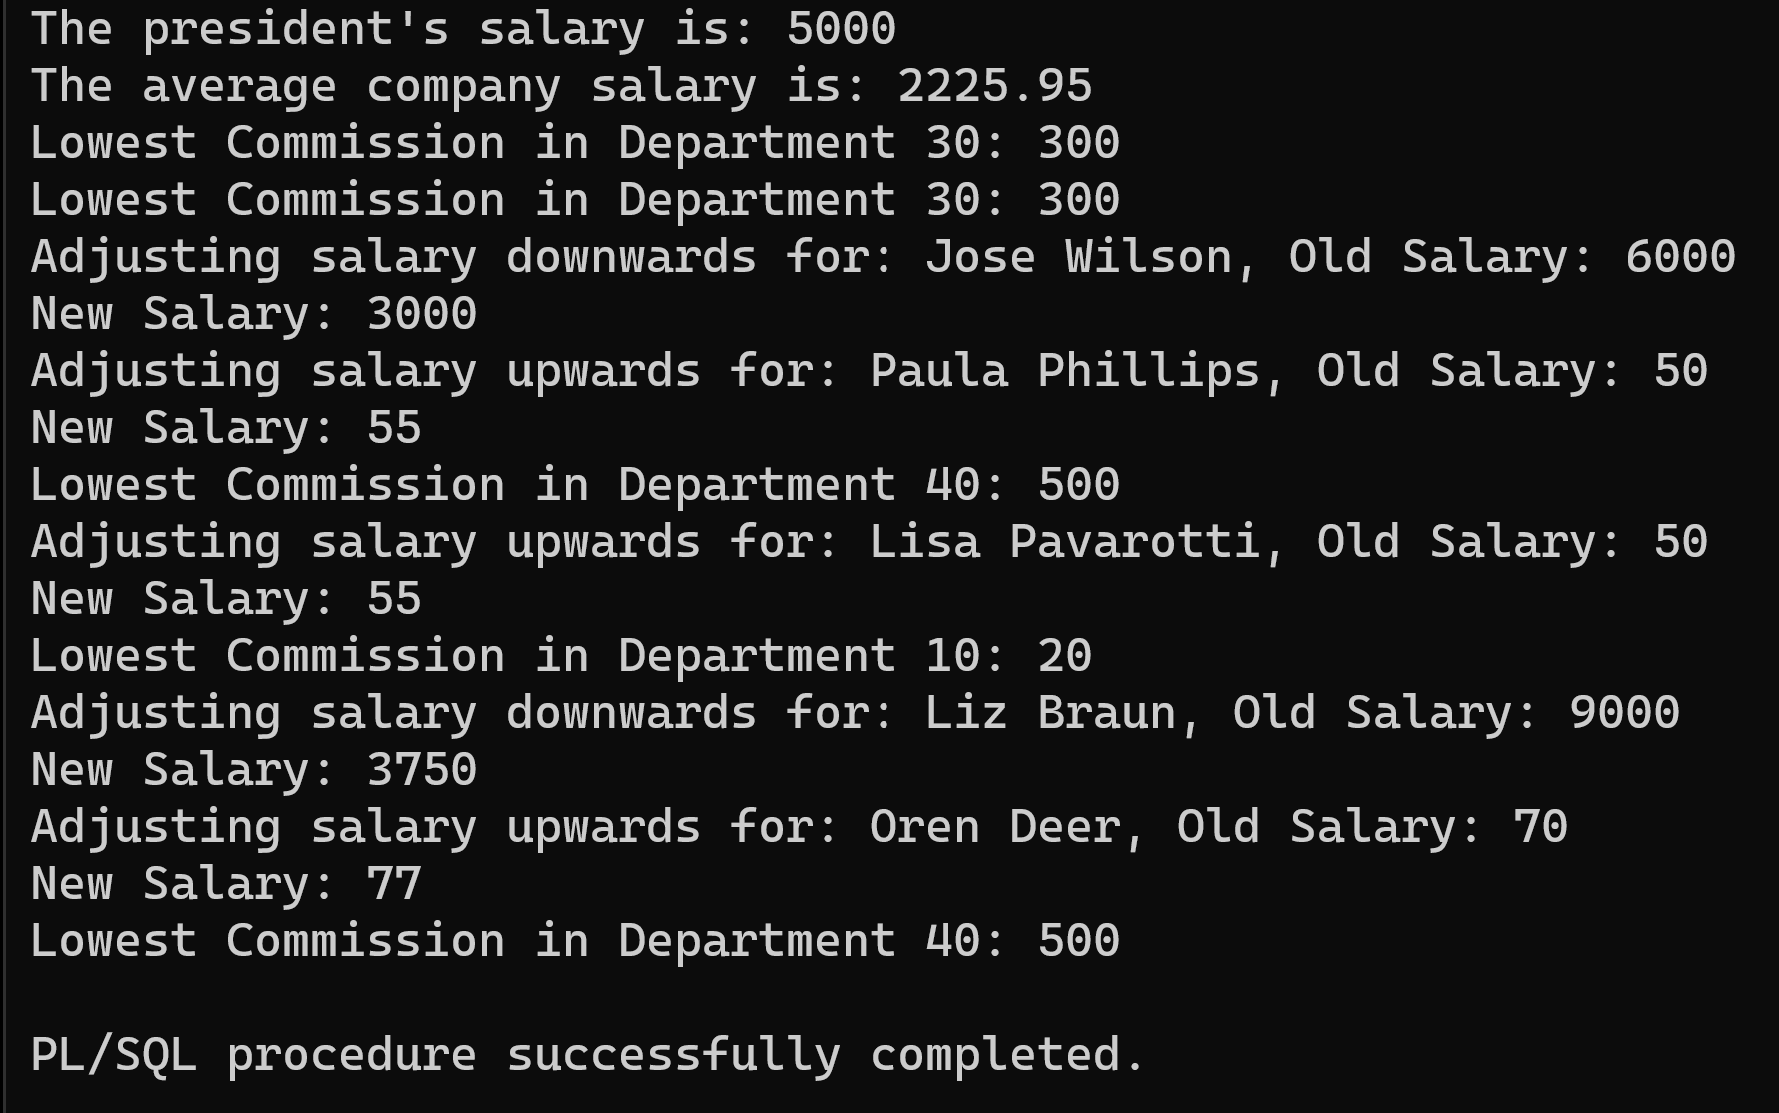 The president's salary is: 5000
The average company salary is: 2225.95
Lowest Commission in Department 30: 300
Lowest Commission in Department 30: 300
Adjusting salary downwards for: Jose Wilson, Old Salary: 6000
New Salary: 3000
Adjusting salary upwards for: Paula Phillips, Old Salary: 50
New Salary: 55
Lowest Commission in Department 40: 500
Adjusting salary upwards for: Lisa Pavarotti, Old Salary: 50
New Salary: 55
Lowest Commission in Department 10: 20
Adjusting salary downwards for: Liz Braun, Old Salary: 9000
New Salary: 3750
Adjusting salary upwards for: Oren Deer, Old Salary: 70
New Salary: 77
Lowest Commission in Department 40: 500
PL/SQL procedure successfully completed.